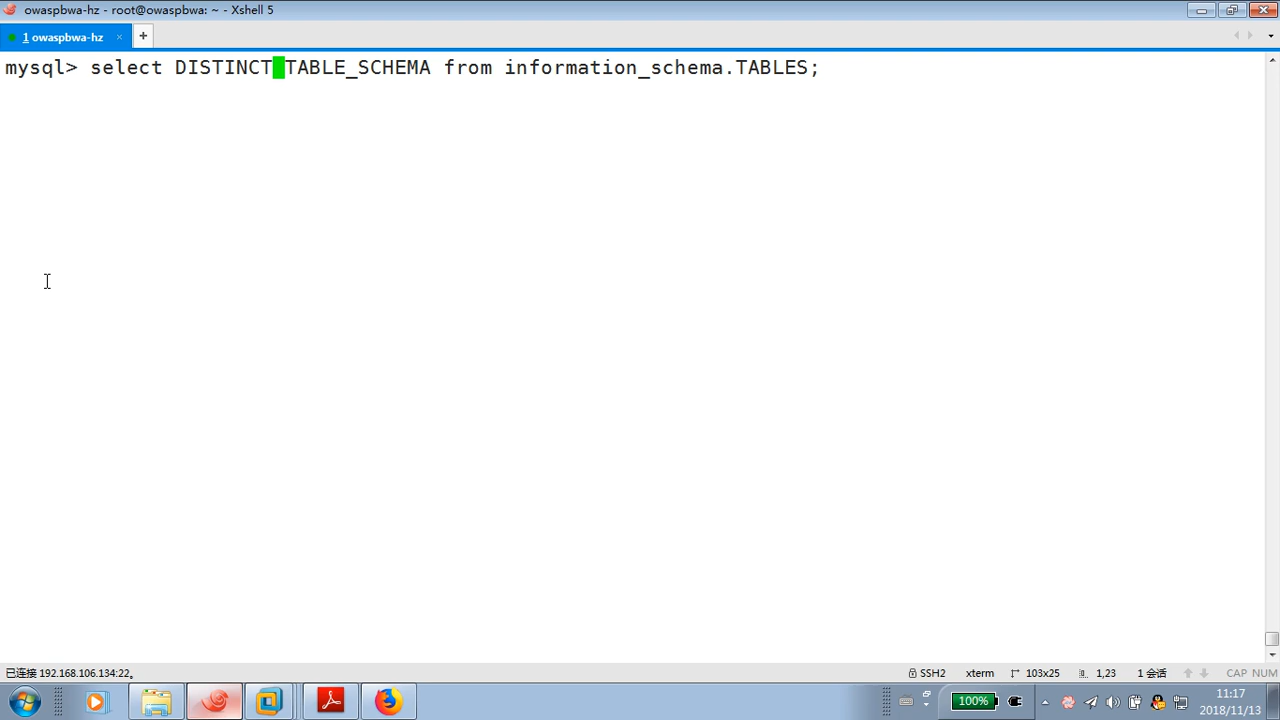 owaspbwa-hz - root@owaspbwa: ~ - Xshell 5
1 owaspbwa-hz × +
mysql> select DISTINCT TABLE_SCHEMA from information_schema.TABLES;
已连接 192.168.106.134:22。 SSH2 xterm 103x25 1,23 1 会话 CAP NUM
100% 11:17
2018/11/13